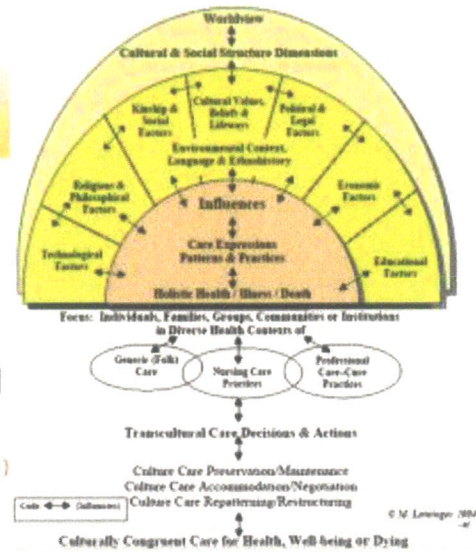 Worldview
Cultural & Social Structure Dimensions
Kinship &
Social
Factors
Cultural Values,
Beliefs &
Lifeways
Political &
Legal
Factors
Environmental Context,
Language & Ethnohistory
Religious &
Philosophical
Factors
Economic
Factors
Influences
Care Expressions
Patterns & Practices
Technological
Factors
Educational
Factors
Holistic Health / Illness / Death
Focus: Individuals, Families, Groups, Communities or Institutions
in Diverse Health Contexts of
Generic (Folk)
Care
Nursing Care
Practices
Professional
Care-Cure
Practices
Transcultural Care Decisions & Actions
Culture Care Preservation/Maintenance
Culture Care Accommodation/Negotiation
Culture Care Repatterning/Restructuring
Code (Influences)
© M. Leininger 2004
Culturally Congruent Care for Health, Well-being or Dying